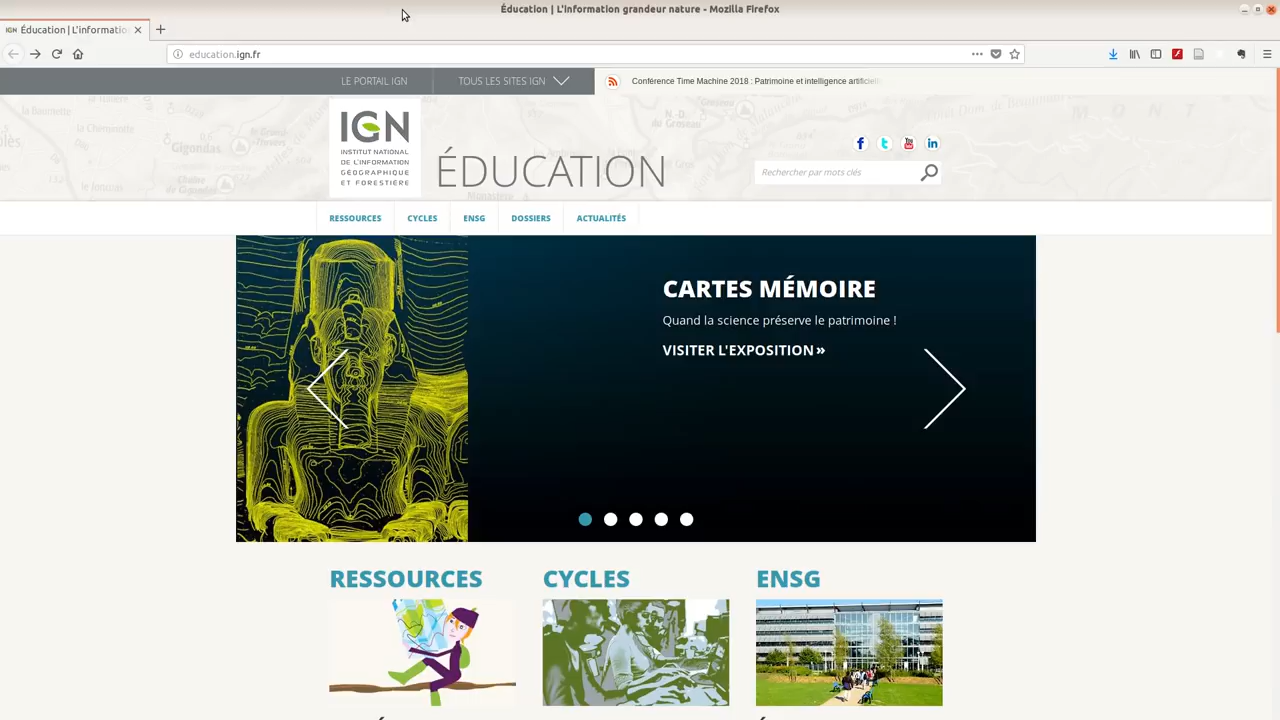 Éducation | L'information grandeur nature - Mozilla Firefox
IGN Éducation | L'informatio
education.ign.fr
LE PORTAIL IGN
TOUS LES SITES IGN
Conférence Time Machine 2018 : Patrimoine et intelligence artificielle
IGN
INSTITUT NATIONAL
DE L'INFORMATION
GÉOGRAPHIQUE
ET FORESTIÈRE
ÉDUCATION
Rechercher par mots clés
RESSOURCES
CYCLES
ENSG
DOSSIERS
ACTUALITÉS
CARTES MÉMOIRE
Quand la science préserve le patrimoine !
VISITER L'EXPOSITION »
RESSOURCES
CYCLES
ENSG